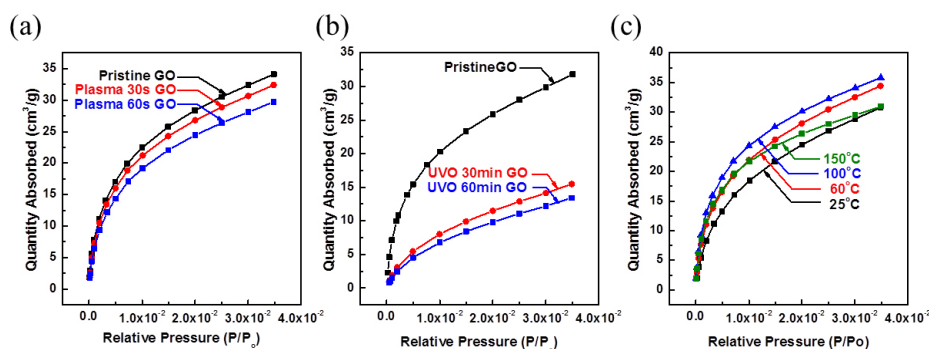 (a)
Quantity Absorbed (cm³/g)
35
30
25
20
15
10
5
0
Pristine GO
Plasma 30s GO
Plasma 60s GO
0.0
1.0x10⁻²
2.0x10⁻²
3.0x10⁻²
4.0x10⁻²
Relative Pressure (P/Pₒ)
(b)
Quantity Absorbed (cm³/g)
35
30
25
20
15
10
5
0
PristineGO
UVO 30min GO
UVO 60min GO
0.0
1.0x10⁻²
2.0x10⁻²
3.0x10⁻²
4.0x10⁻²
Relative Pressure (P/P )
(c)
Quantity Absorbed (cm³/g)
40
35
30
25
20
15
10
5
0
150°C
100°C
60°C
25°C
0.0
1.0x10⁻²
2.0x10⁻²
3.0x10⁻²
4.0x10⁻²
Relative Pressure (P/Po)